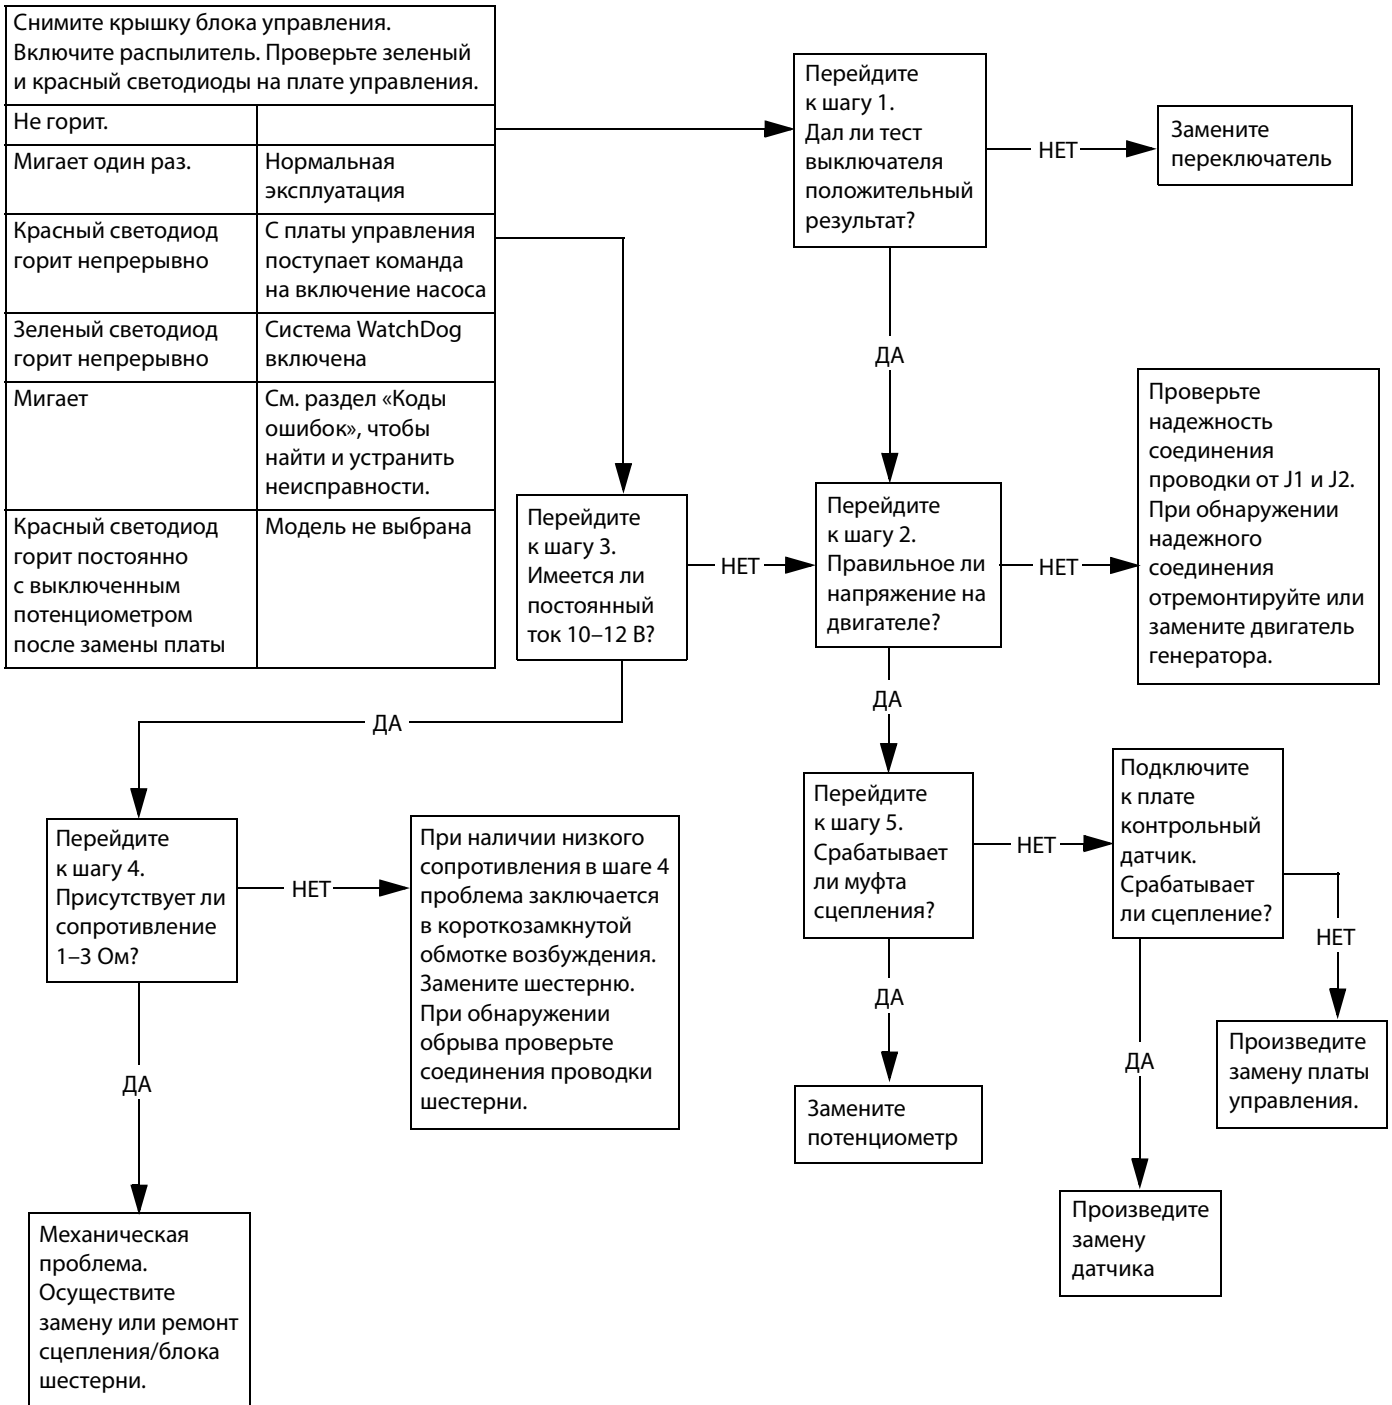 Снимите крышку блока управления.
Включите распылитель. Проверьте зеленый
и красный светодиоды на плате управления.
Не горит.
Мигает один раз.
Нормальная
эксплуатация
Красный светодиод
горит непрерывно
С платы управления
поступает команда
на включение насоса
Зеленый светодиод
горит непрерывно
Система WatchDog
включена
Мигает
См. раздел «Коды
ошибок», чтобы
найти и устранить
неисправности.
Красный светодиод
горит постоянно
с выключенным
потенциометром
после замены платы
Модель не выбрана
Перейдите
к шагу 1.
Дал ли тест
выключателя
положительный
результат?
НЕТ
Замените
переключатель
ДА
Перейдите
к шагу 3.
Имеется ли
постоянный
ток 10–12 В?
НЕТ
Перейдите
к шагу 2.
Правильное ли
напряжение на
двигателе?
НЕТ
Проверьте
надежность
соединения
проводки от J1 и J2.
При обнаружении
надежного
соединения
отремонтируйте или
замените двигатель
генератора.
ДА
ДА
Перейдите
к шагу 4.
Присутствует ли
сопротивление
1–3 Ом?
НЕТ
При наличии низкого
сопротивления в шаге 4
проблема заключается
в короткозамкнутой
обмотке возбуждения.
Замените шестерню.
При обнаружении
обрыва проверьте
соединения проводки
шестерни.
Перейдите
к шагу 5.
Срабатывает
ли муфта
сцепления?
НЕТ
Подключите
к плате
контрольный
датчик.
Срабатывает
ли сцепление?
НЕТ
Произведите
замену платы
управления.
ДА
ДА
ДА
Замените
потенциометр
Произведите
замену
датчика
Механическая
проблема.
Осуществите
замену или ремонт
сцепления/блока
шестерни.